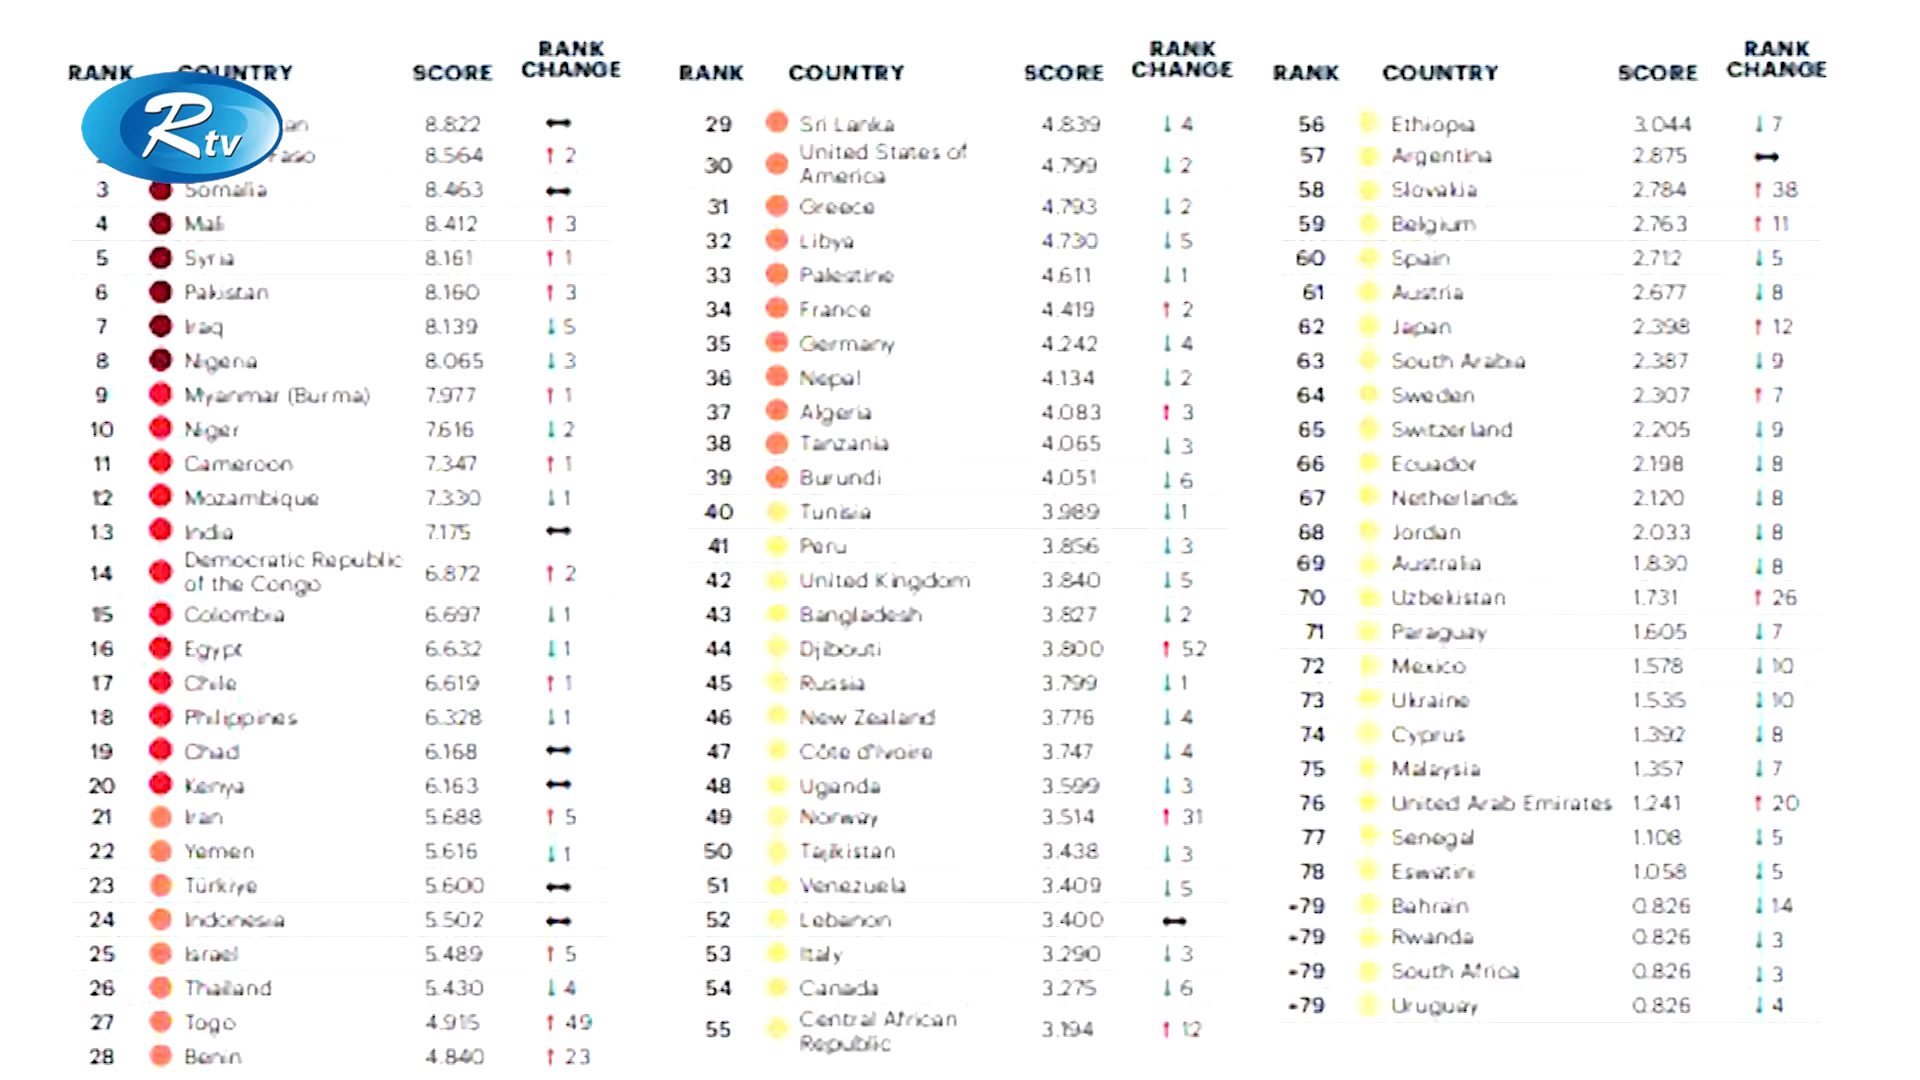 RANK COUNTRY SCORE RANK CHANGE
Rtv
an 8.822
Faso 8.564 ↑ 2
3 Somalia 8.463
4 Mali 8.412 ↑ 3
5 Syria 8.161 ↑ 1
6 Pakistan 8.160 ↑ 3
7 Iraq 8.139 ↓ 5
8 Nigeria 8.065 ↓ 3
9 Myanmar (Burma) 7.977 ↑ 1
10 Niger 7.616 ↓ 2
11 Cameroon 7.347 ↑ 1
12 Mozambique 7.330 ↓ 1
13 India 7.175
14 Democratic Republic of the Congo 6.872 ↑ 2
15 Colombia 6.697 ↓ 1
16 Egypt 6.632 ↓ 1
17 Chile 6.619 ↑ 1
18 Philippines 6.328 ↓ 1
19 Chad 6.168
20 Kenya 6.163
21 Iran 5.688 ↑ 5
22 Yemen 5.616 ↓ 1
23 Türkiye 5.600
24 Indonesia 5.502
25 Israel 5.489 ↑ 5
26 Thailand 5.430 ↓ 4
27 Togo 4.915 ↑ 49
28 Benin 4.840 ↑ 23
RANK COUNTRY SCORE RANK CHANGE
29 Sri Lanka 4.839 ↓ 4
30 United States of America 4.799 ↓ 2
31 Greece 4.793 ↓ 2
32 Libya 4.730 ↓ 5
33 Palestine 4.611 ↓ 1
34 France 4.419 ↑ 2
35 Germany 4.242 ↓ 4
36 Nepal 4.134 ↓ 2
37 Algeria 4.083 ↑ 3
38 Tanzania 4.065 ↓ 3
39 Burundi 4.051 ↓ 6
40 Tunisia 3.989 ↓ 1
41 Peru 3.856 ↓ 3
42 United Kingdom 3.840 ↓ 5
43 Bangladesh 3.827 ↓ 2
44 Djibouti 3.800 ↑ 52
45 Russia 3.799 ↓ 1
46 New Zealand 3.776 ↓ 4
47 Côte d'Ivoire 3.747 ↓ 4
48 Uganda 3.599 ↓ 3
49 Norway 3.514 ↑ 31
50 Tajikistan 3.438 ↓ 3
51 Venezuela 3.409 ↓ 5
52 Lebanon 3.400
53 Italy 3.290 ↓ 3
54 Canada 3.275 ↓ 6
55 Central African Republic 3.194 ↑ 12
RANK COUNTRY SCORE RANK CHANGE
56 Ethiopia 3.044 ↓ 7
57 Argentina 2.875
58 Slovakia 2.784 ↑ 38
59 Belgium 2.763 ↑ 11
60 Spain 2.712 ↓ 5
61 Austria 2.677 ↓ 8
62 Japan 2.398 ↑ 12
63 South Arabia 2.387 ↓ 9
64 Sweden 2.307 ↑ 7
65 Switzerland 2.205 ↓ 9
66 Ecuador 2.198 ↓ 8
67 Netherlands 2.120 ↓ 8
68 Jordan 2.033 ↓ 8
69 Australia 1.830 ↓ 8
70 Uzbekistan 1.731 ↑ 26
71 Paraguay 1.605 ↓ 7
72 Mexico 1.578 ↓ 10
73 Ukraine 1.535 ↓ 10
74 Cyprus 1.392 ↓ 8
75 Malaysia 1.357 ↓ 7
76 United Arab Emirates 1.241 ↑ 20
77 Senegal 1.108 ↓ 5
78 Eswatini 1.058 ↓ 5
=79 Bahrain 0.826 ↓ 14
=79 Rwanda 0.826 ↓ 3
=79 South Africa 0.826 ↓ 3
=79 Uruguay 0.826 ↓ 4